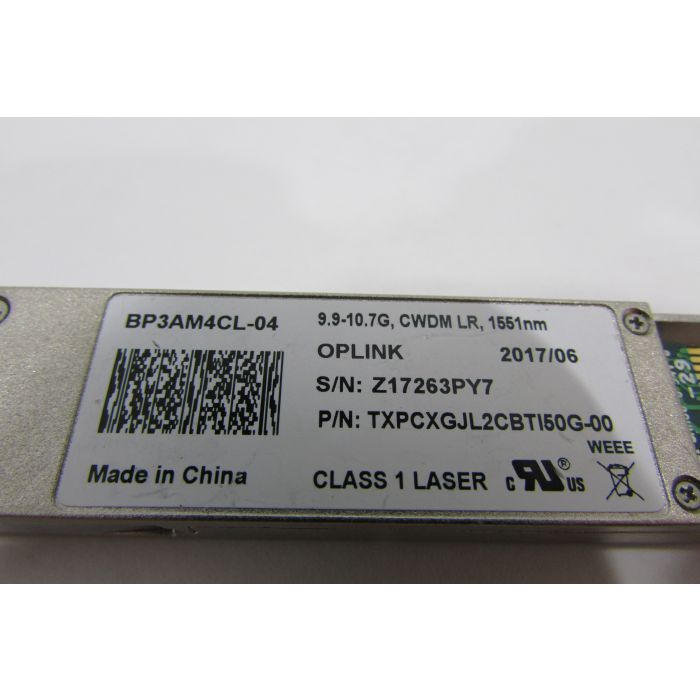 BP3AM4CL-04
9.9-10.7G, CWDM LR, 1551nm
OPLINK 2017/06
S/N: Z17263PY7
P/N: TXPCXGJL2CBTI50G-00
WEEE
Made in China
CLASS 1 LASER
c RU ® US